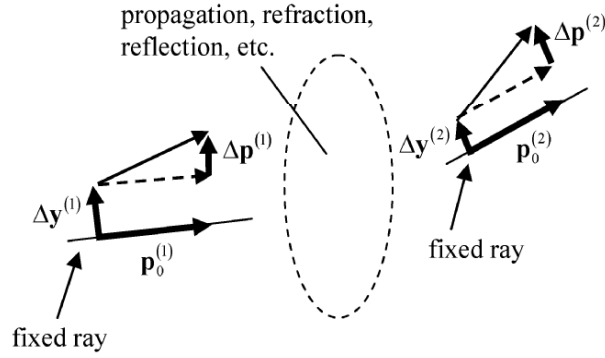 propagation, refraction,
reflection, etc.
Δp⁽²⁾
Δy⁽²⁾
p₀⁽²⁾
Δp⁽¹⁾
Δy⁽¹⁾
p₀⁽¹⁾
fixed ray
fixed ray